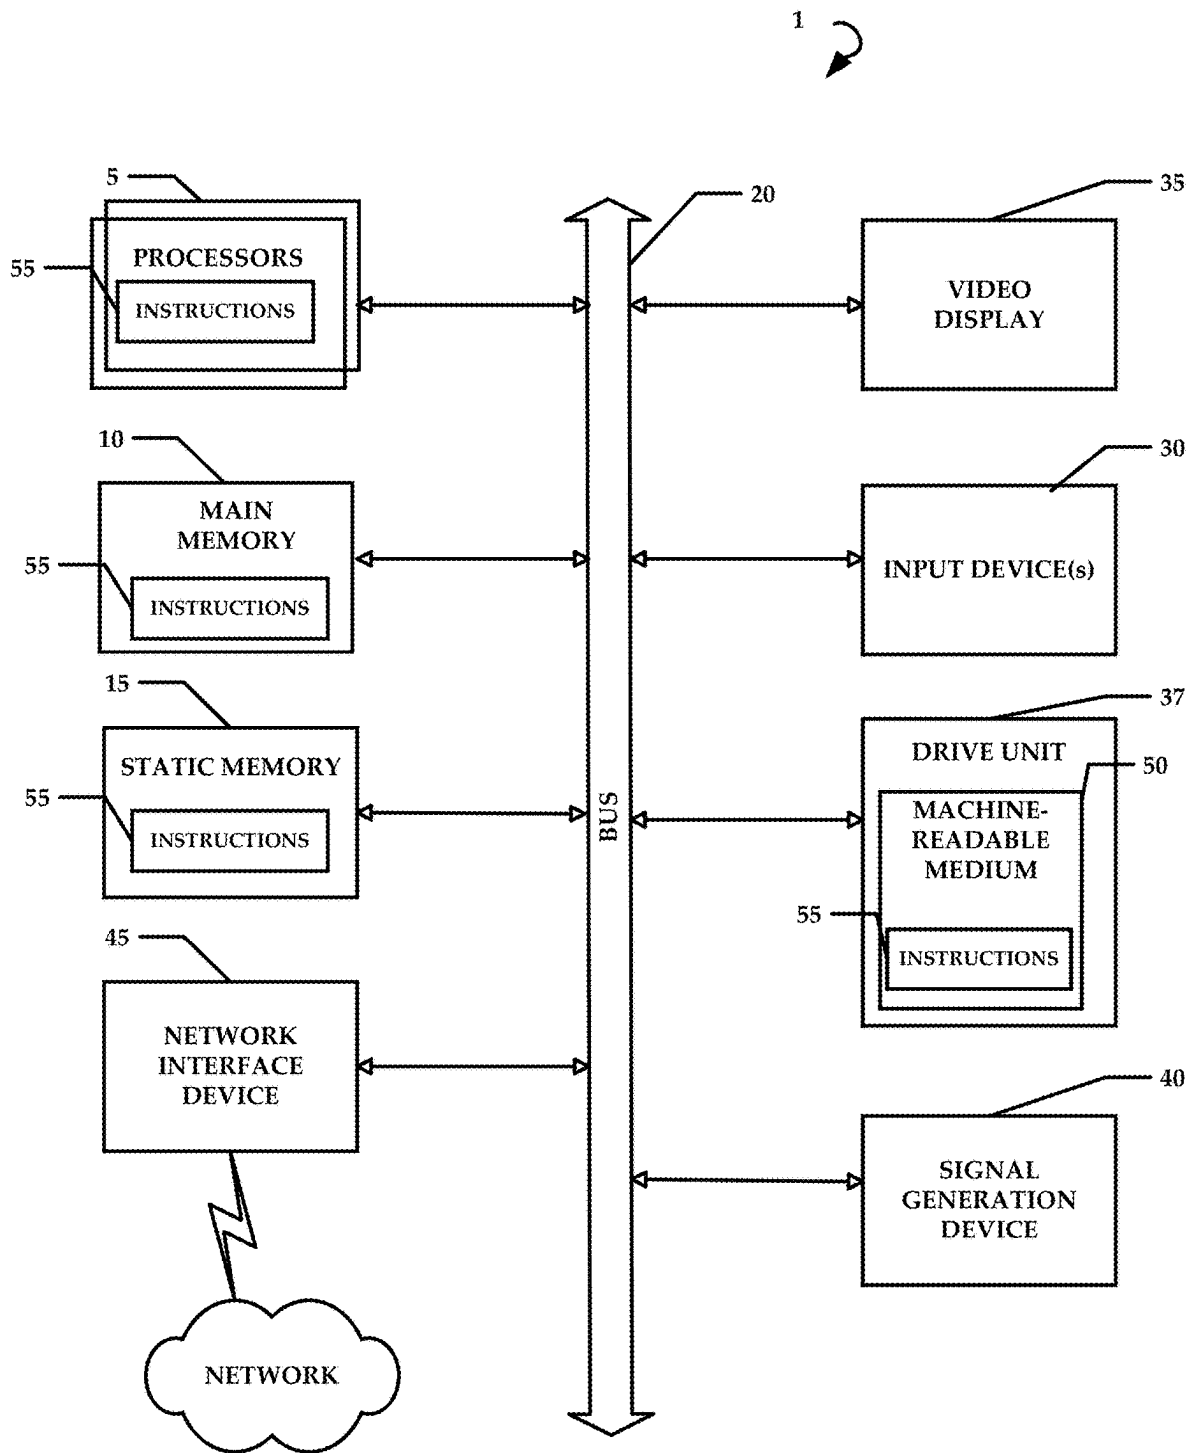 1
5
PROCESSORS
55
INSTRUCTIONS
10
MAIN
MEMORY
55
INSTRUCTIONS
15
STATIC MEMORY
55
INSTRUCTIONS
45
NETWORK
INTERFACE
DEVICE
NETWORK
20
BUS
35
VIDEO
DISPLAY
30
INPUT DEVICE(s)
37
DRIVE UNIT
50
MACHINE-
READABLE
MEDIUM
55
INSTRUCTIONS
40
SIGNAL
GENERATION
DEVICE